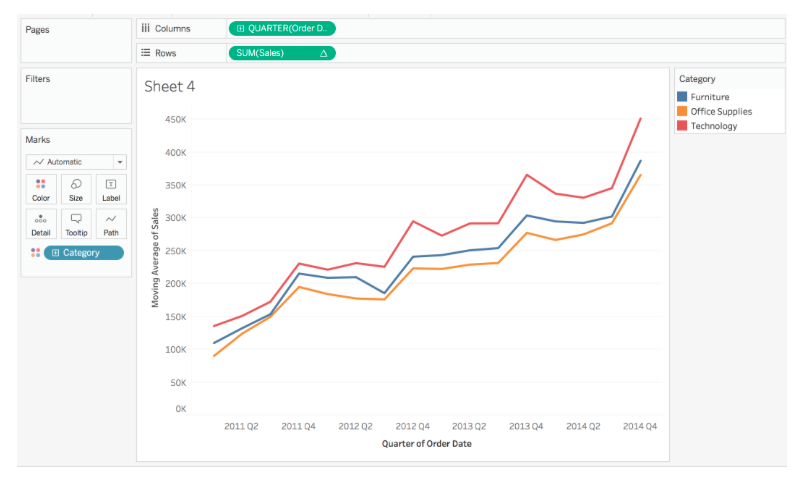 Pages
Columns
QUARTER(Order D..
Rows
SUM(Sales)
Filters
Marks
Automatic
Color
Size
Label
Detail
Tooltip
Path
Category
Sheet 4
450K
400K
350K
300K
250K
200K
150K
100K
50K
0K
Moving Average of Sales
2011 Q2
2011 Q4
2012 Q2
2012 Q4
2013 Q2
2013 Q4
2014 Q2
2014 Q4
Quarter of Order Date
Category
Furniture
Office Supplies
Technology